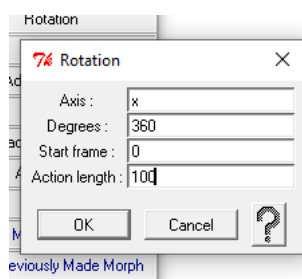 Rotation
Rotation
Axis :
x
Degrees :
360
Start frame :
0
Action length :
100
OK
Cancel
?
eviously Made Morph